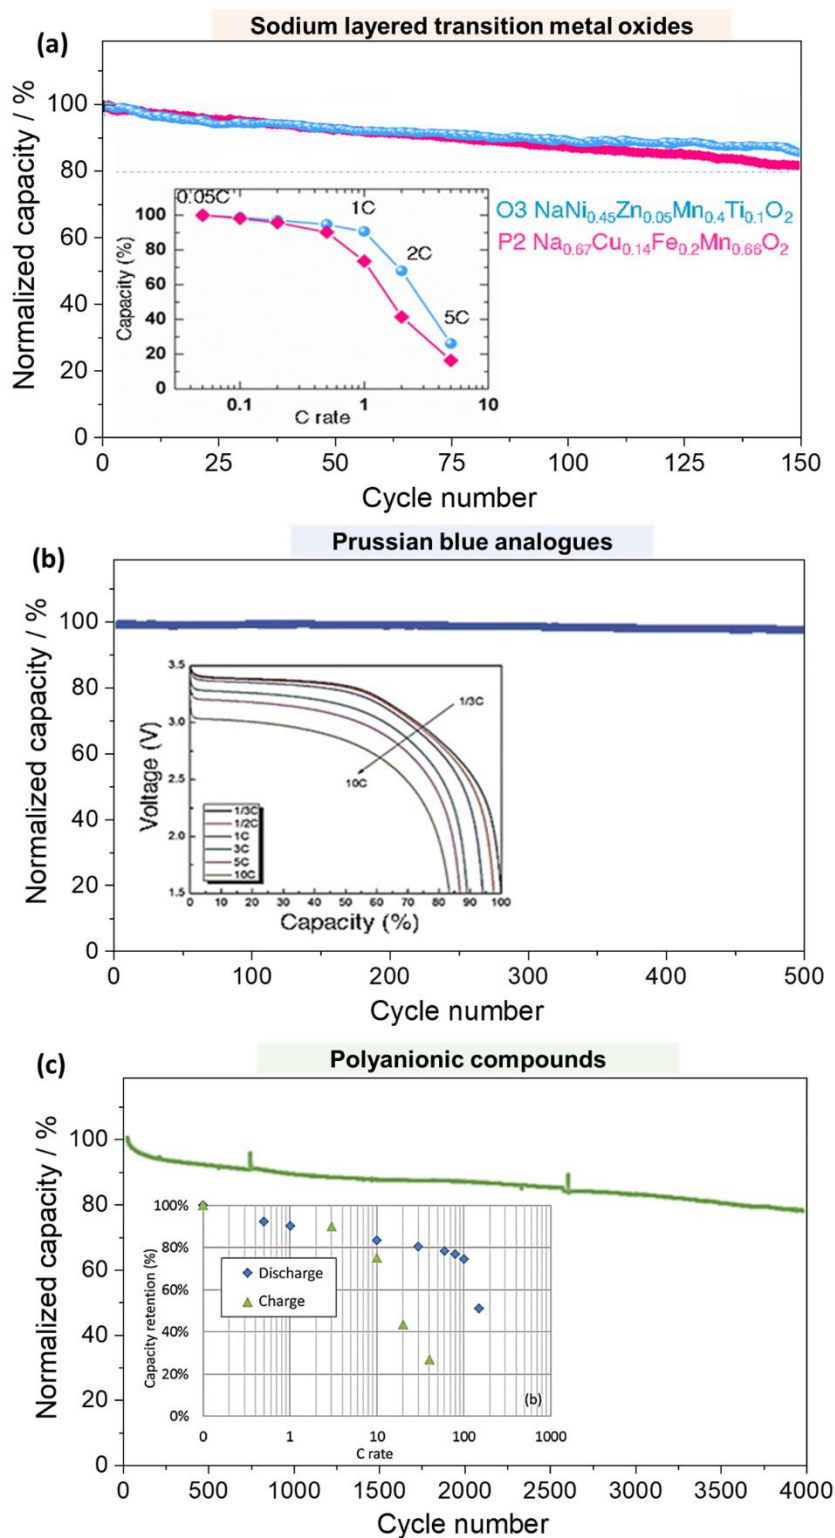 (a)
Sodium layered transition metal oxides
Normalized capacity / %
100
80
60
40
20
0
0 25 50 75 100 125 150
Cycle number
O3 NaNi₀.₄₅Zn₀.₀₅Mn₀.₄Ti₀.₁O₂
P2 Na₀.₆₇Cu₀.₁₄Fe₀.₂Mn₀.₆₆O₂
Capacity (%)
100
80
60
40
20
0
0.05C
1C
2C
5C
0.1 1 10
C rate
(b)
Prussian blue analogues
Normalized capacity / %
100
80
60
40
20
0
0 100 200 300 400 500
Cycle number
Voltage (V)
3.5
3.0
2.5
2.0
1.5
1/3C
10C
1/3C
1/2C
1C
3C
5C
10C
0 10 20 30 40 50 60 70 80 90 100
Capacity (%)
(c)
Polyanionic compounds
Normalized capacity / %
100
80
60
40
20
0
0 500 1000 1500 2000 2500 3000 3500 4000
Cycle number
Capacity retention (%)
100%
80%
60%
40%
20%
0%
Discharge
Charge
(b)
0 1 10 100 1000
C rate